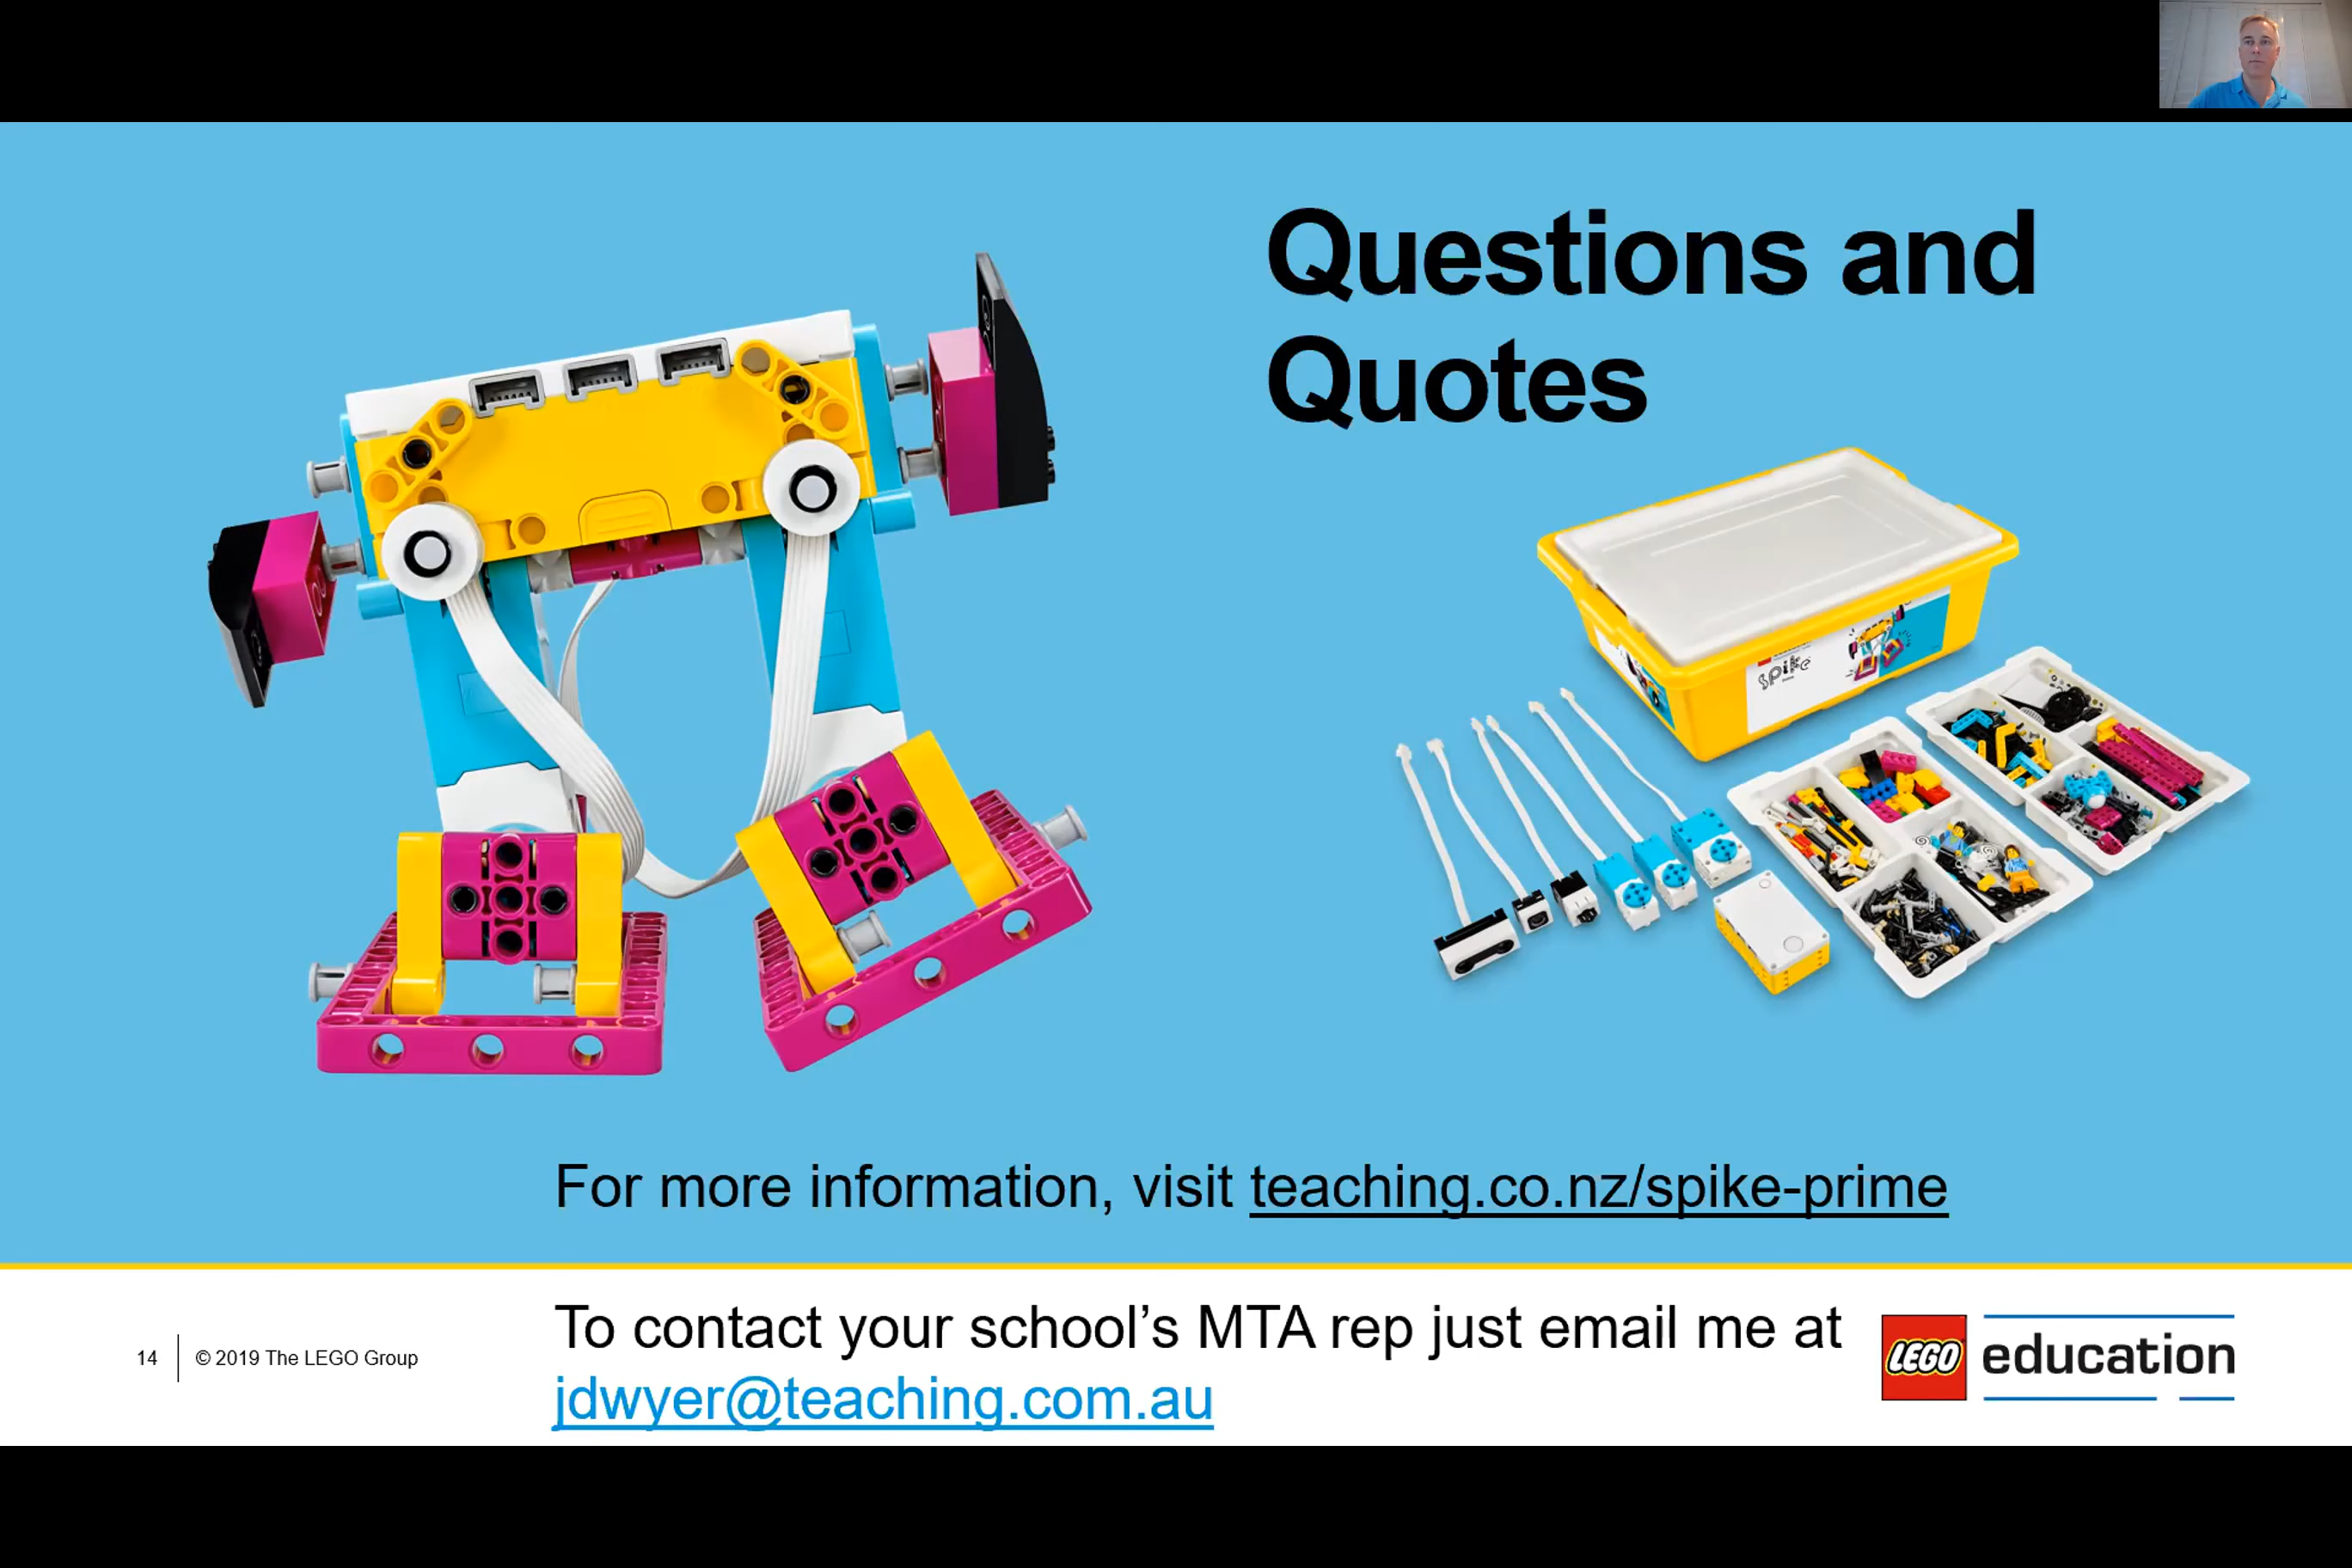 Questions and
Quotes
spike
For more information, visit teaching.co.nz/spike-prime
To contact your school's MTA rep just email me at
jdwyer@teaching.com.au
14
© 2019 The LEGO Group
LEGO education